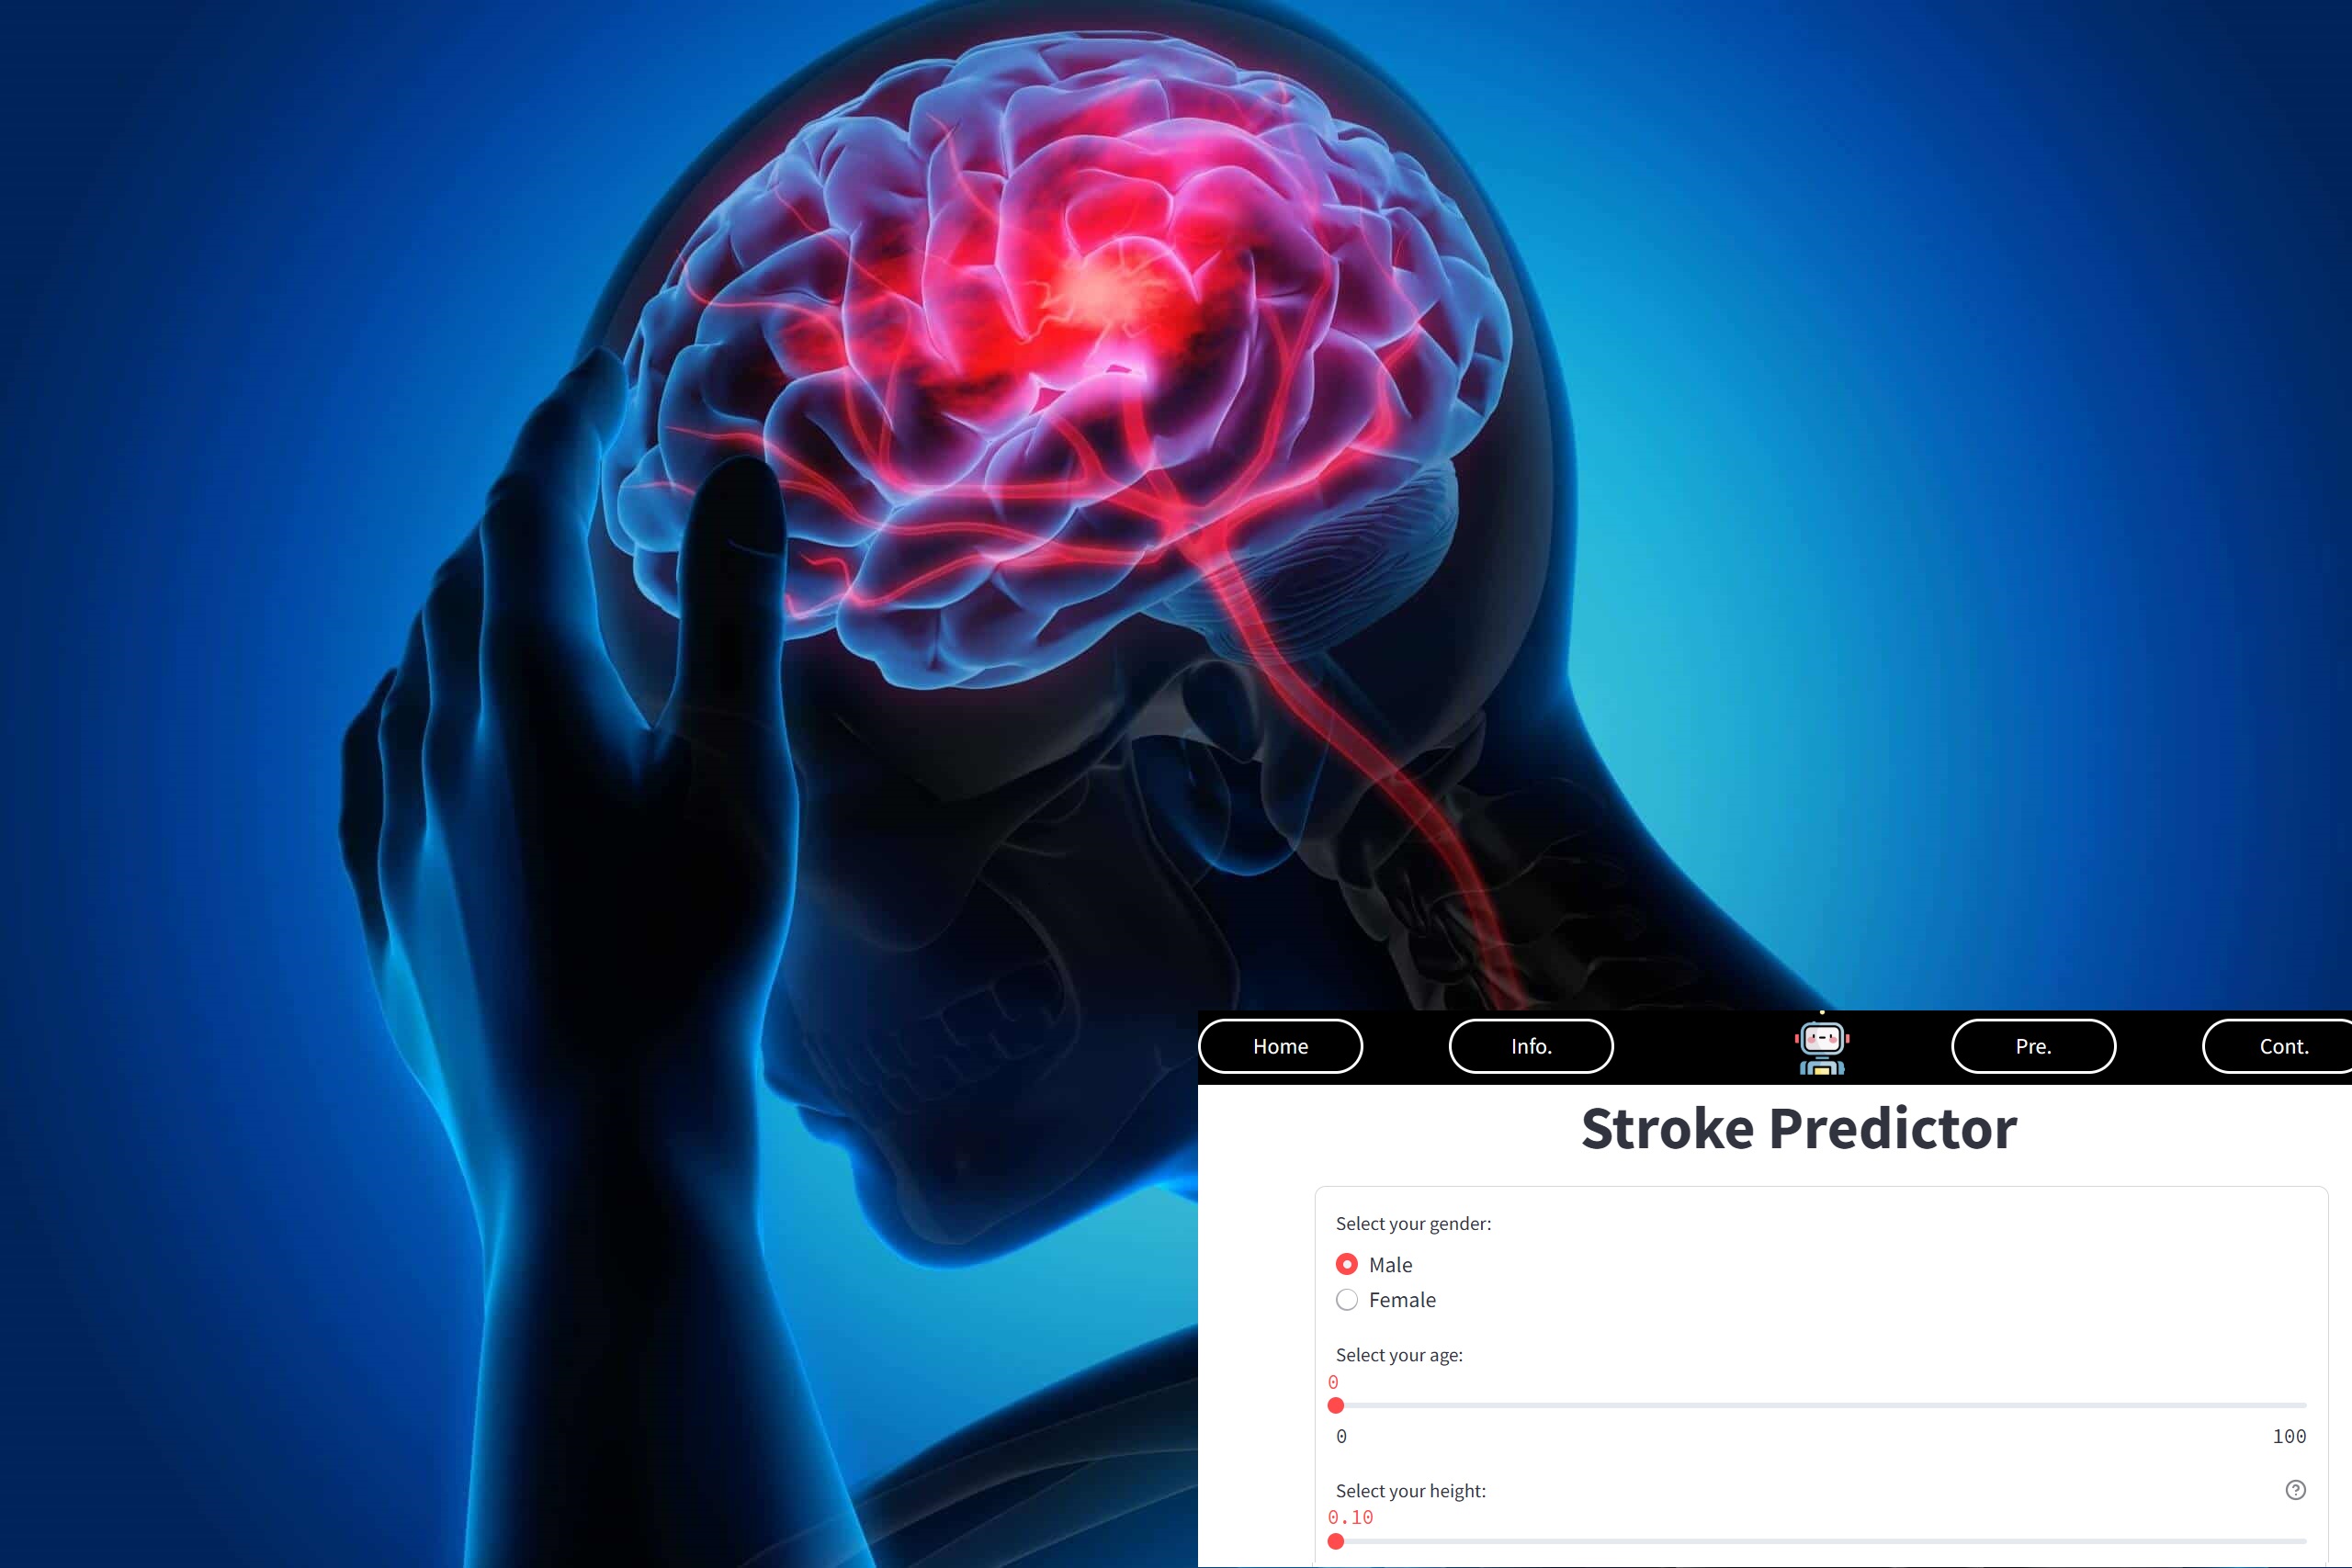 Home Info. Pre. Cont.
Stroke Predictor
Select your gender:
Male
Female
Select your age:
0
0 100
Select your height:
?
0.10